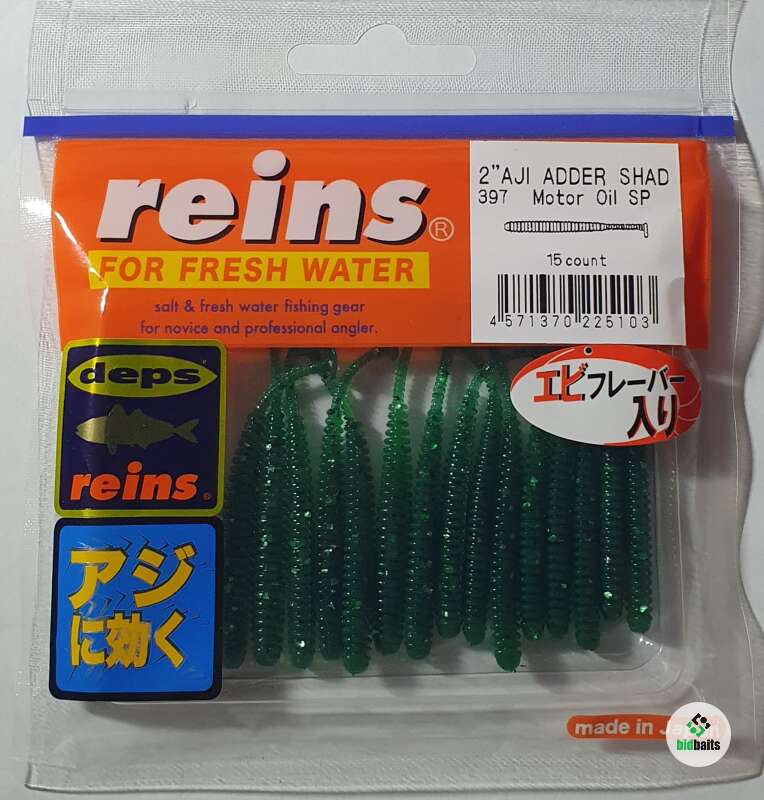 reins®
FOR FRESH WATER
salt & fresh water fishing gear
for novice and professional angler.
2"AJI ADDER SHAD
397 Motor Oil SP
15 count
4 571370 225103
deps
reins
エビフレーバー
入り
アジ
に効く
made in Japan
bidbaits